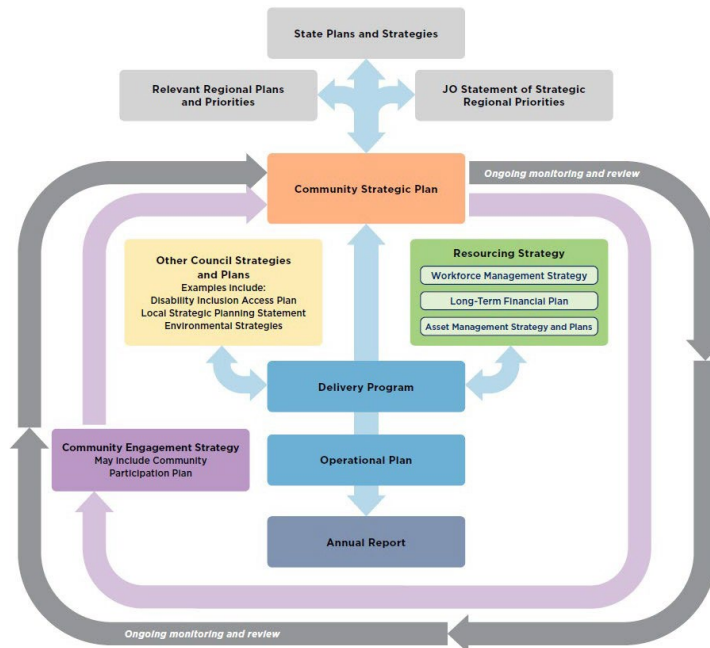 State Plans and Strategies
Relevant Regional Plans
and Priorities
JO Statement of Strategic
Regional Priorities
Community Strategic Plan
Ongoing monitoring and review
Other Council Strategies
and Plans
Examples include:
Disability Inclusion Access Plan
Local Strategic Planning Statement
Environmental Strategies
Resourcing Strategy
Workforce Management Strategy
Long-Term Financial Plan
Asset Management Strategy and Plans
Delivery Program
Community Engagement Strategy
May include Community
Participation Plan
Operational Plan
Annual Report
Ongoing monitoring and review